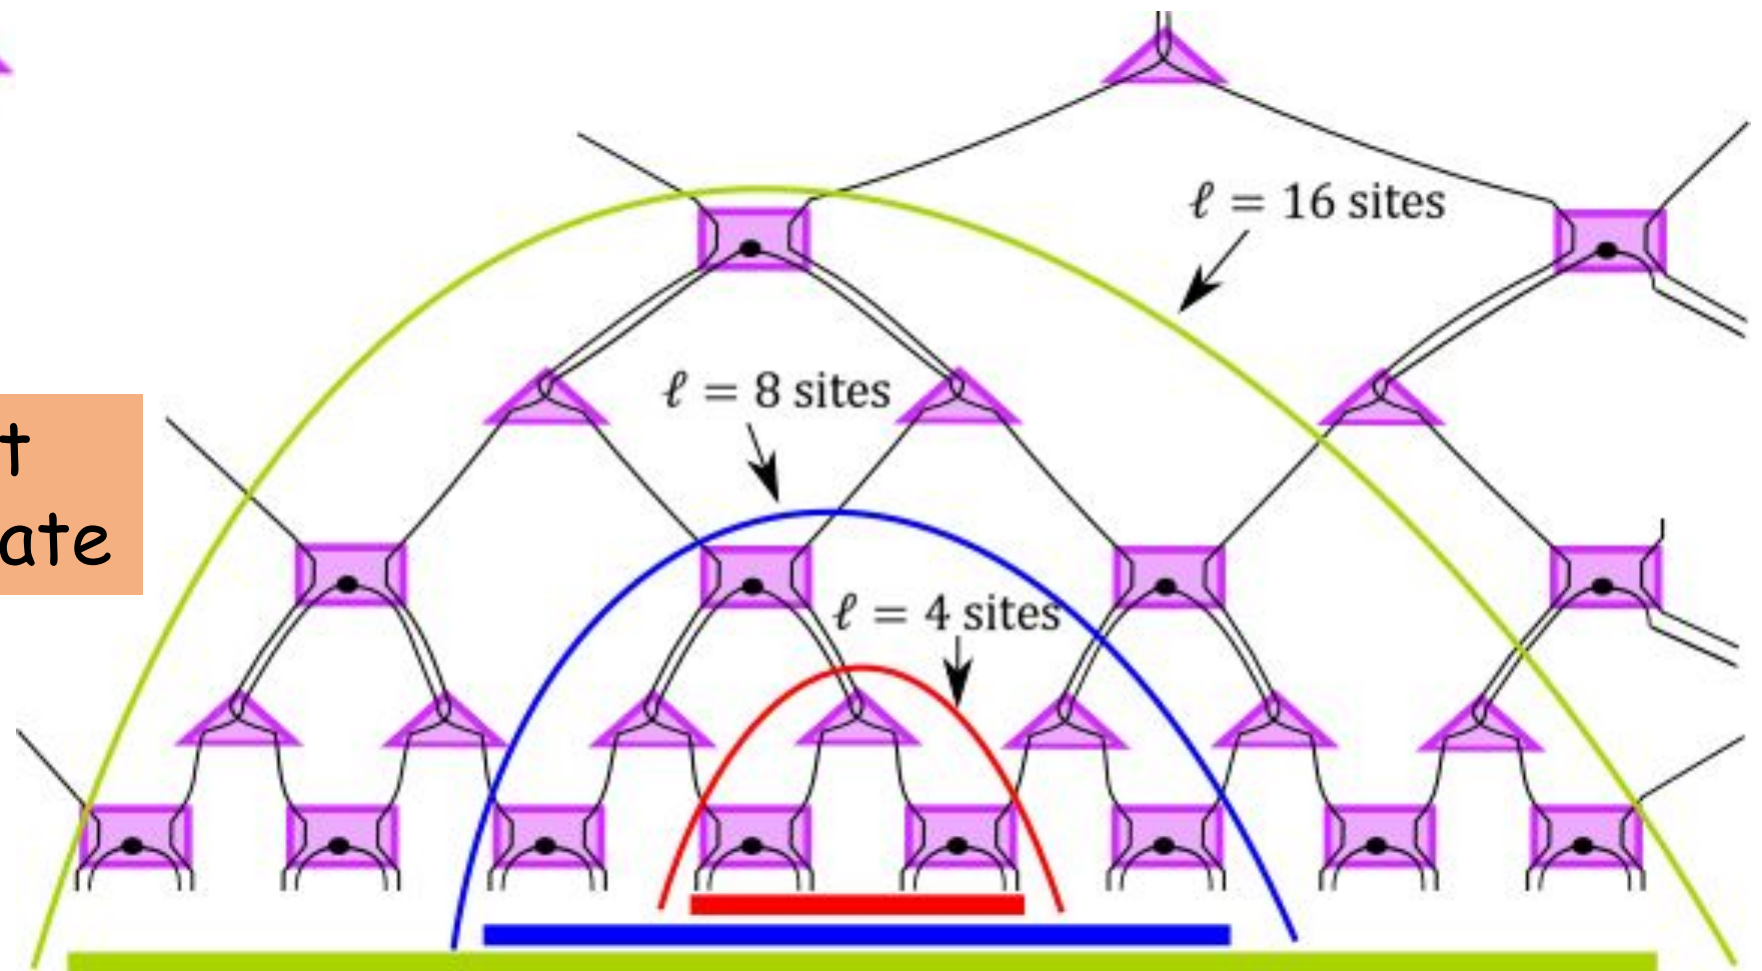 ℓ = 16 sites
ℓ = 8 sites
t
ate
ℓ = 4 sites